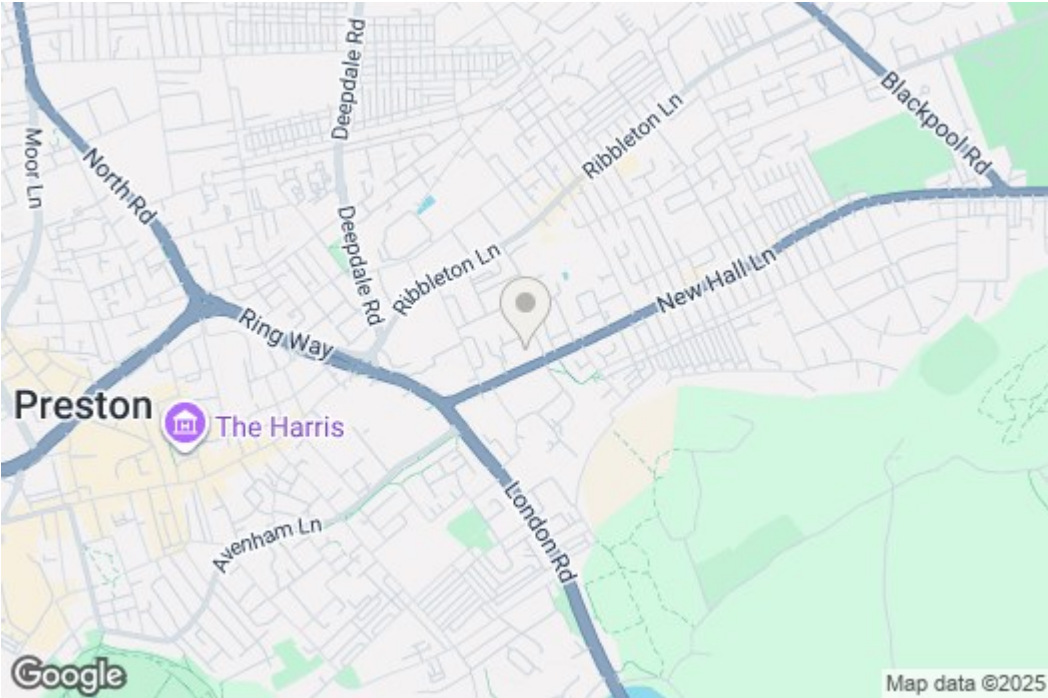 Deepdale Rd
Blackpool Rd
Moor Ln
North Rd
Ribbleton Ln
Deepdale Rd
Ribbleton Ln
New Hall Ln
Ring Way
Preston
The Harris
London Rd
Avenham Ln
Google
Map data ©2025